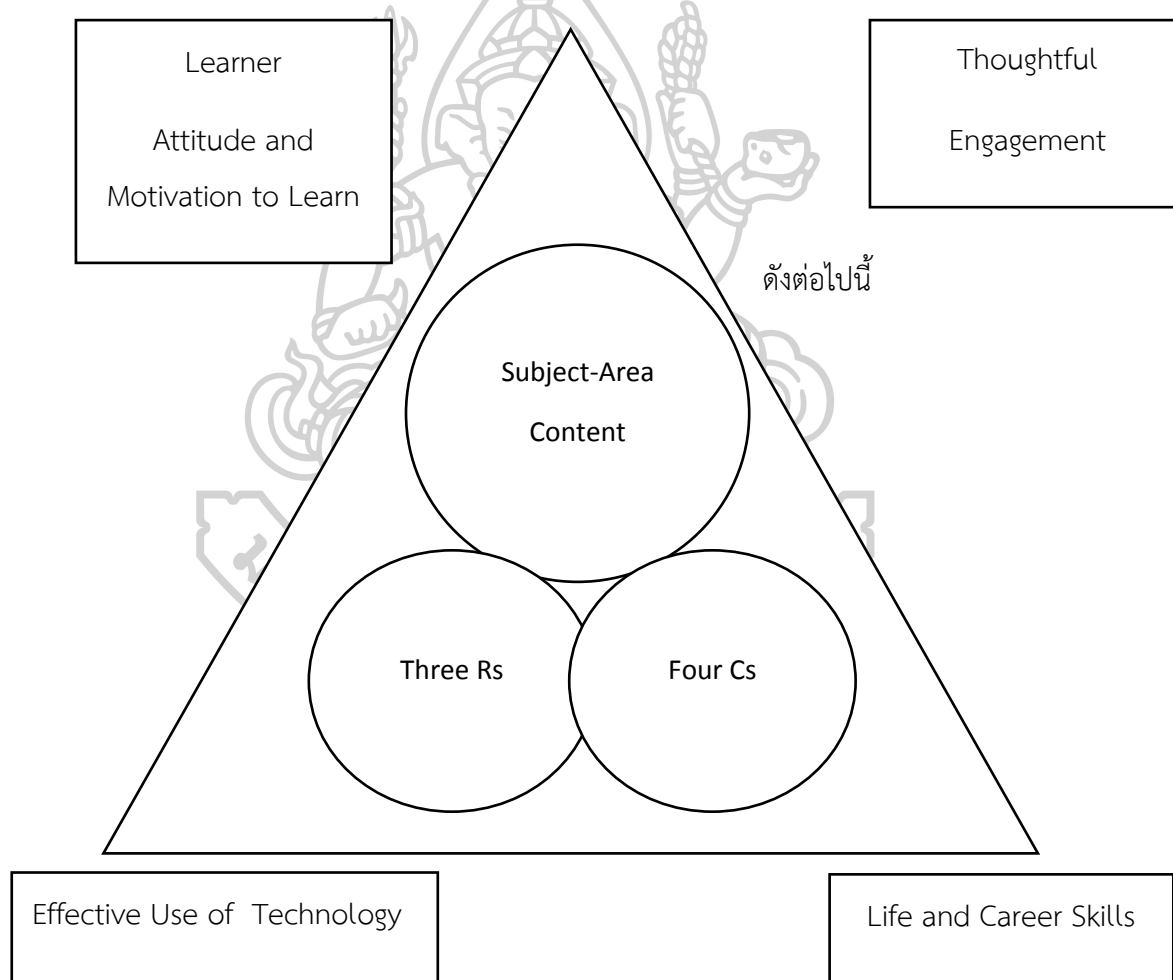 Learner
Attitude and
Motivation to Learn
Thoughtful
Engagement
ดังต่อไปนี้
Subject-Area
Content
Three Rs
Four Cs
Effective Use of Technology
Life and Career Skills